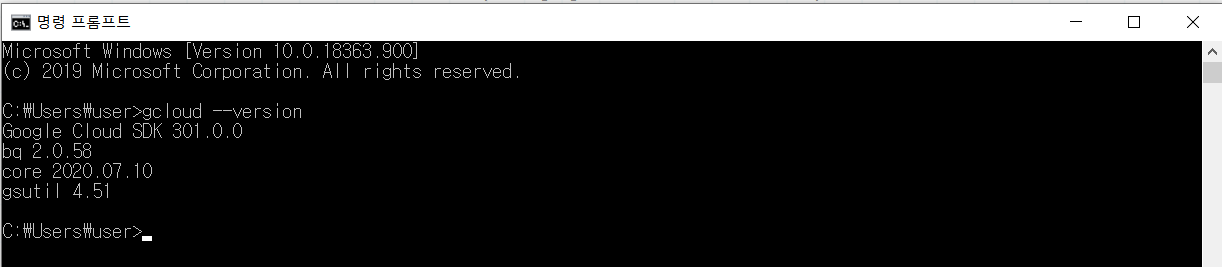 명령 프롬프트
Microsoft Windows [Version 10.0.18363.900]
(c) 2019 Microsoft Corporation. All rights reserved.
C:₩Users₩user>gcloud --version
Google Cloud SDK 301.0.0
bq 2.0.58
core 2020.07.10
gsutil 4.51
C:₩Users₩user>